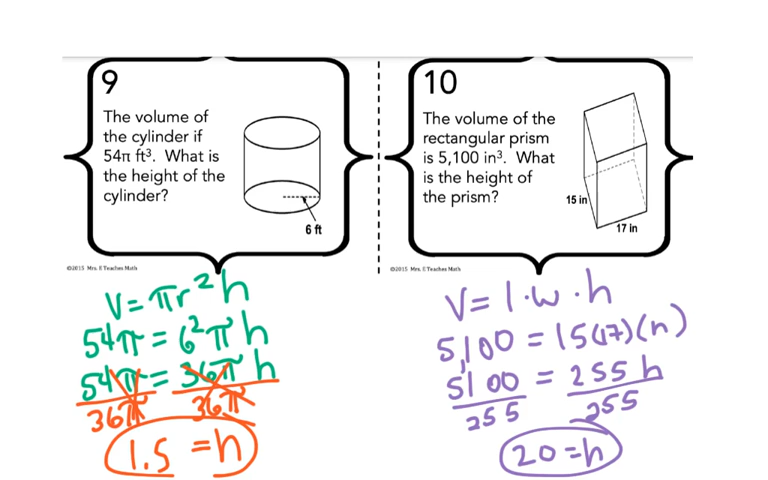 9
The volume of
the cylinder if
54π ft³. What is
the height of the
cylinder?
6 ft
©2015 Mrs. E Teaches Math
V = πr²h
54π = 6²π h
54π = 36π h
36π 36π
1.5 = h
10
The volume of the
rectangular prism
is 5,100 in³. What
is the height of
the prism?
15 in
17 in
©2015 Mrs. E Teaches Math
V = l·w·h
5,100 = 15(17)(h)
5100 = 255 h
255 255
20 = h